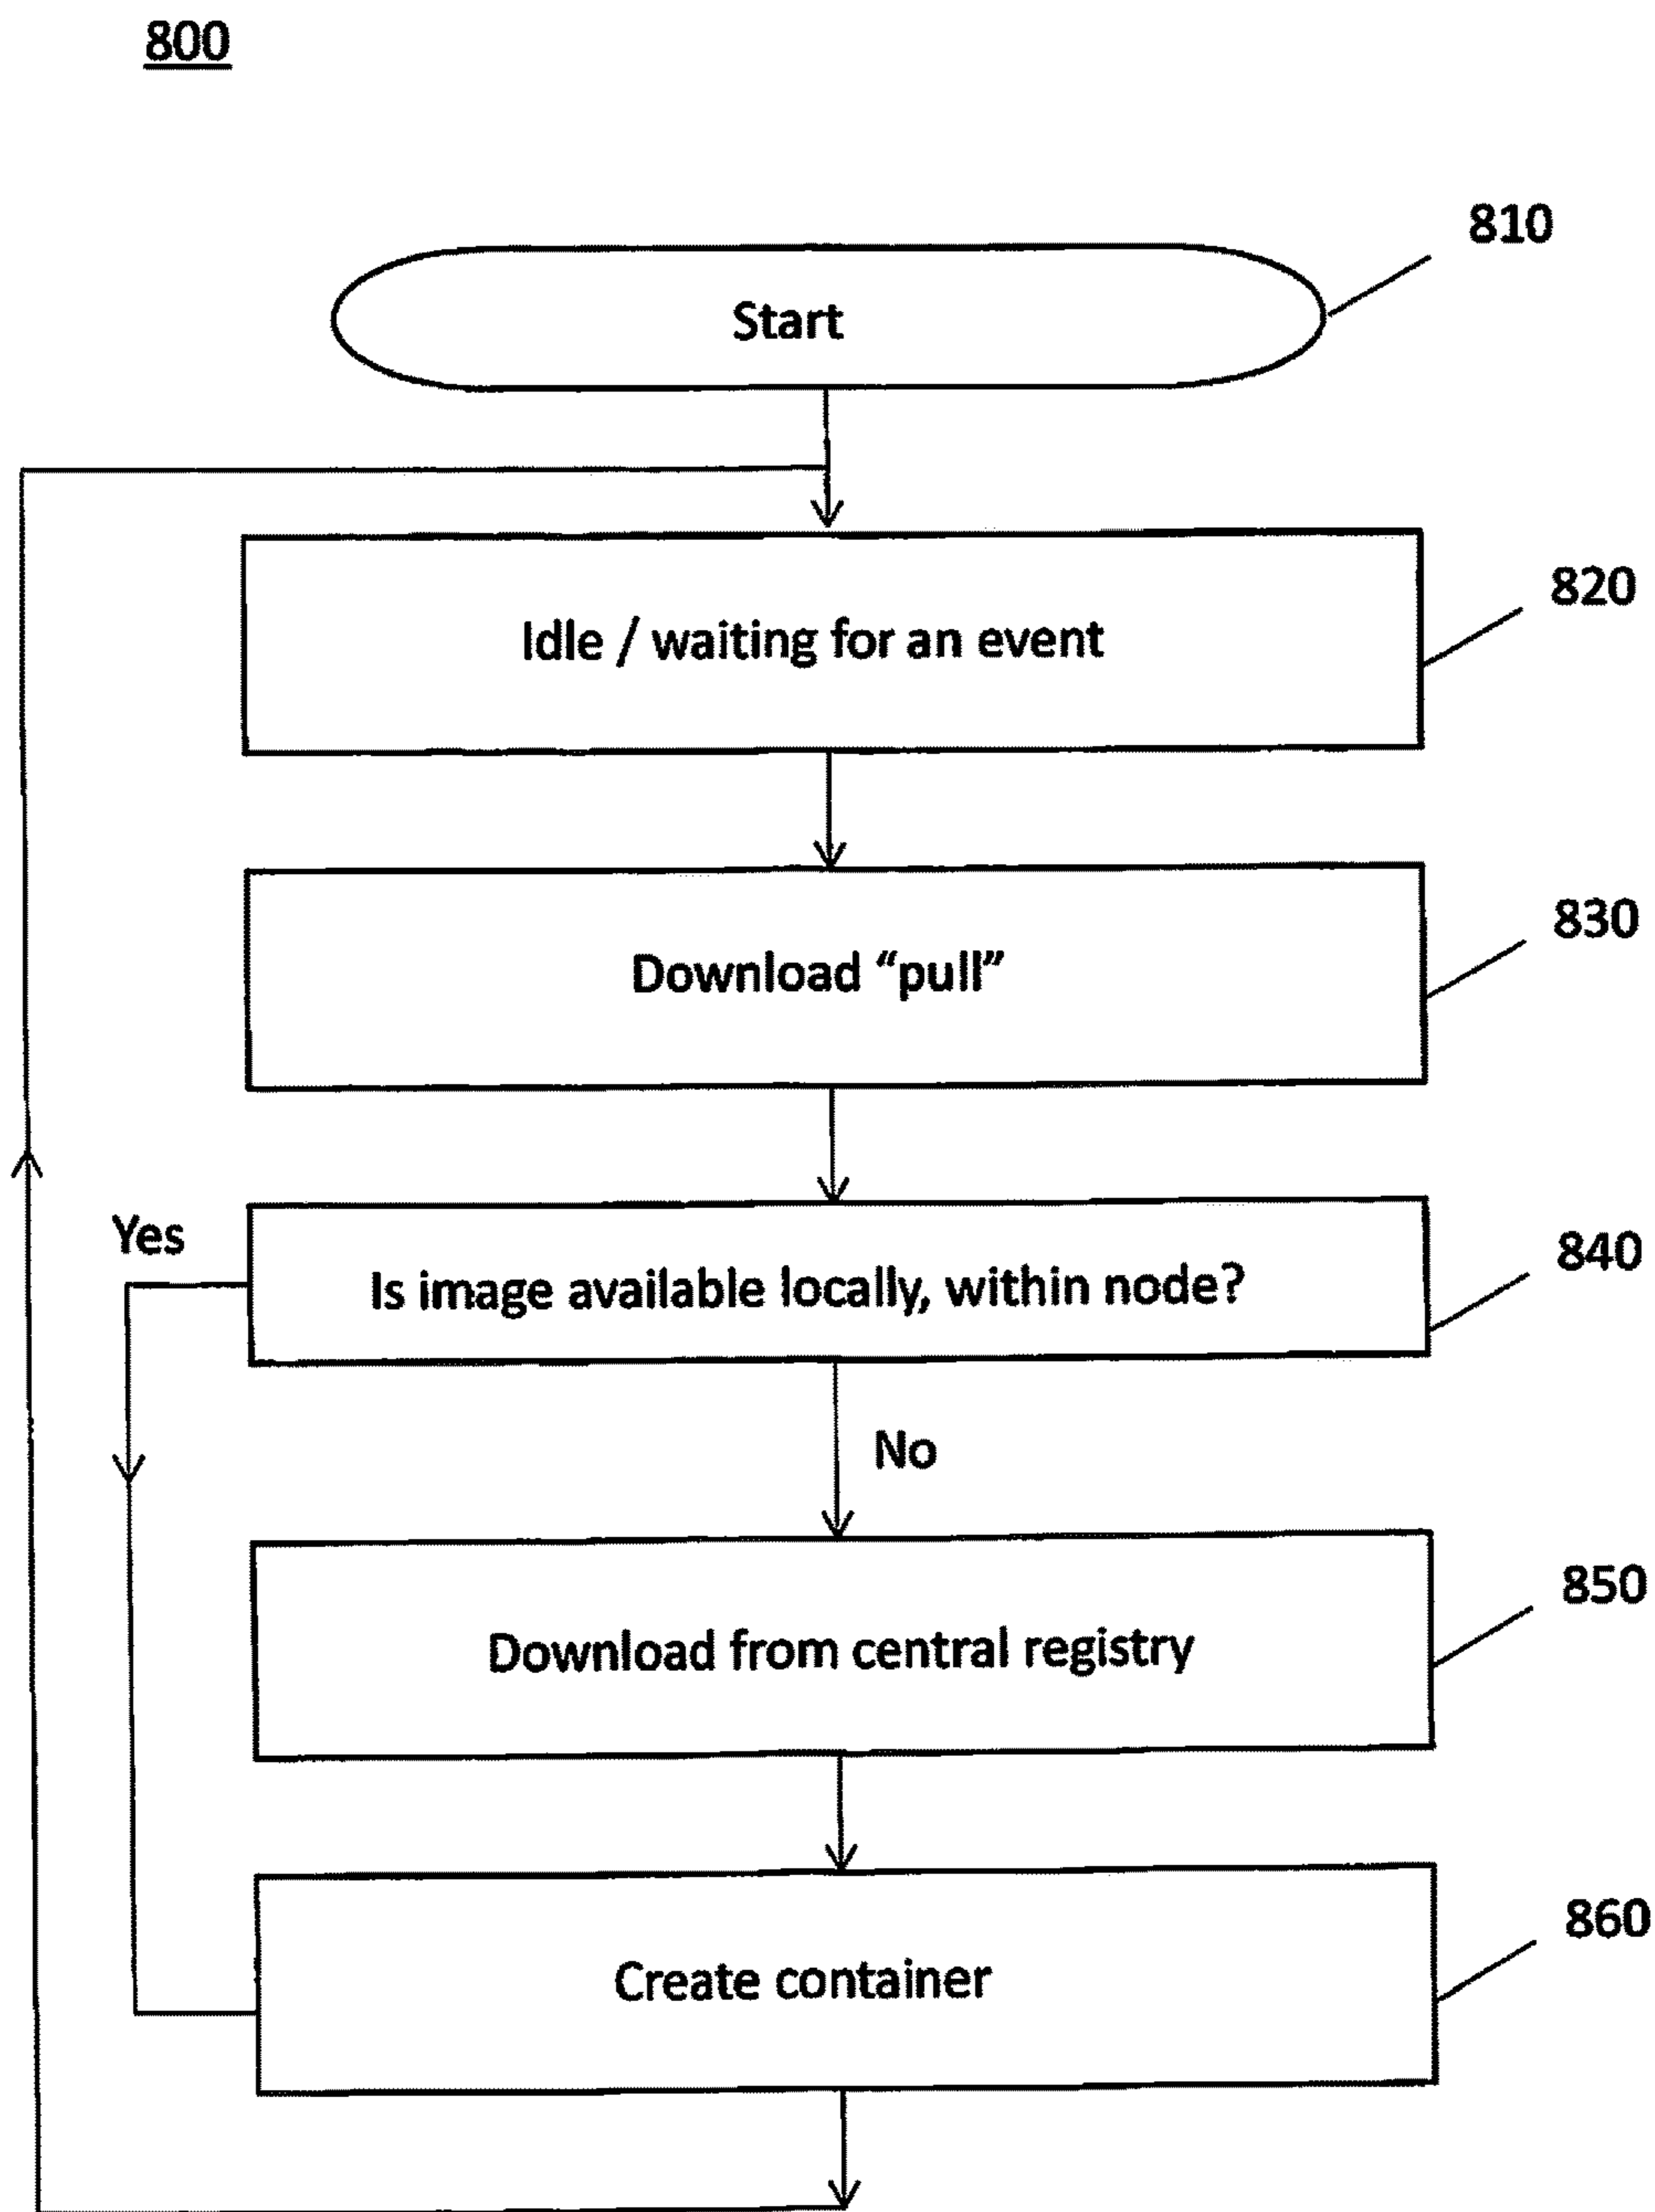 800
810
Start
820
Idle / waiting for an event
830
Download “pull”
840
Yes
Is image available locally, within node?
No
850
Download from central registry
860
Create container